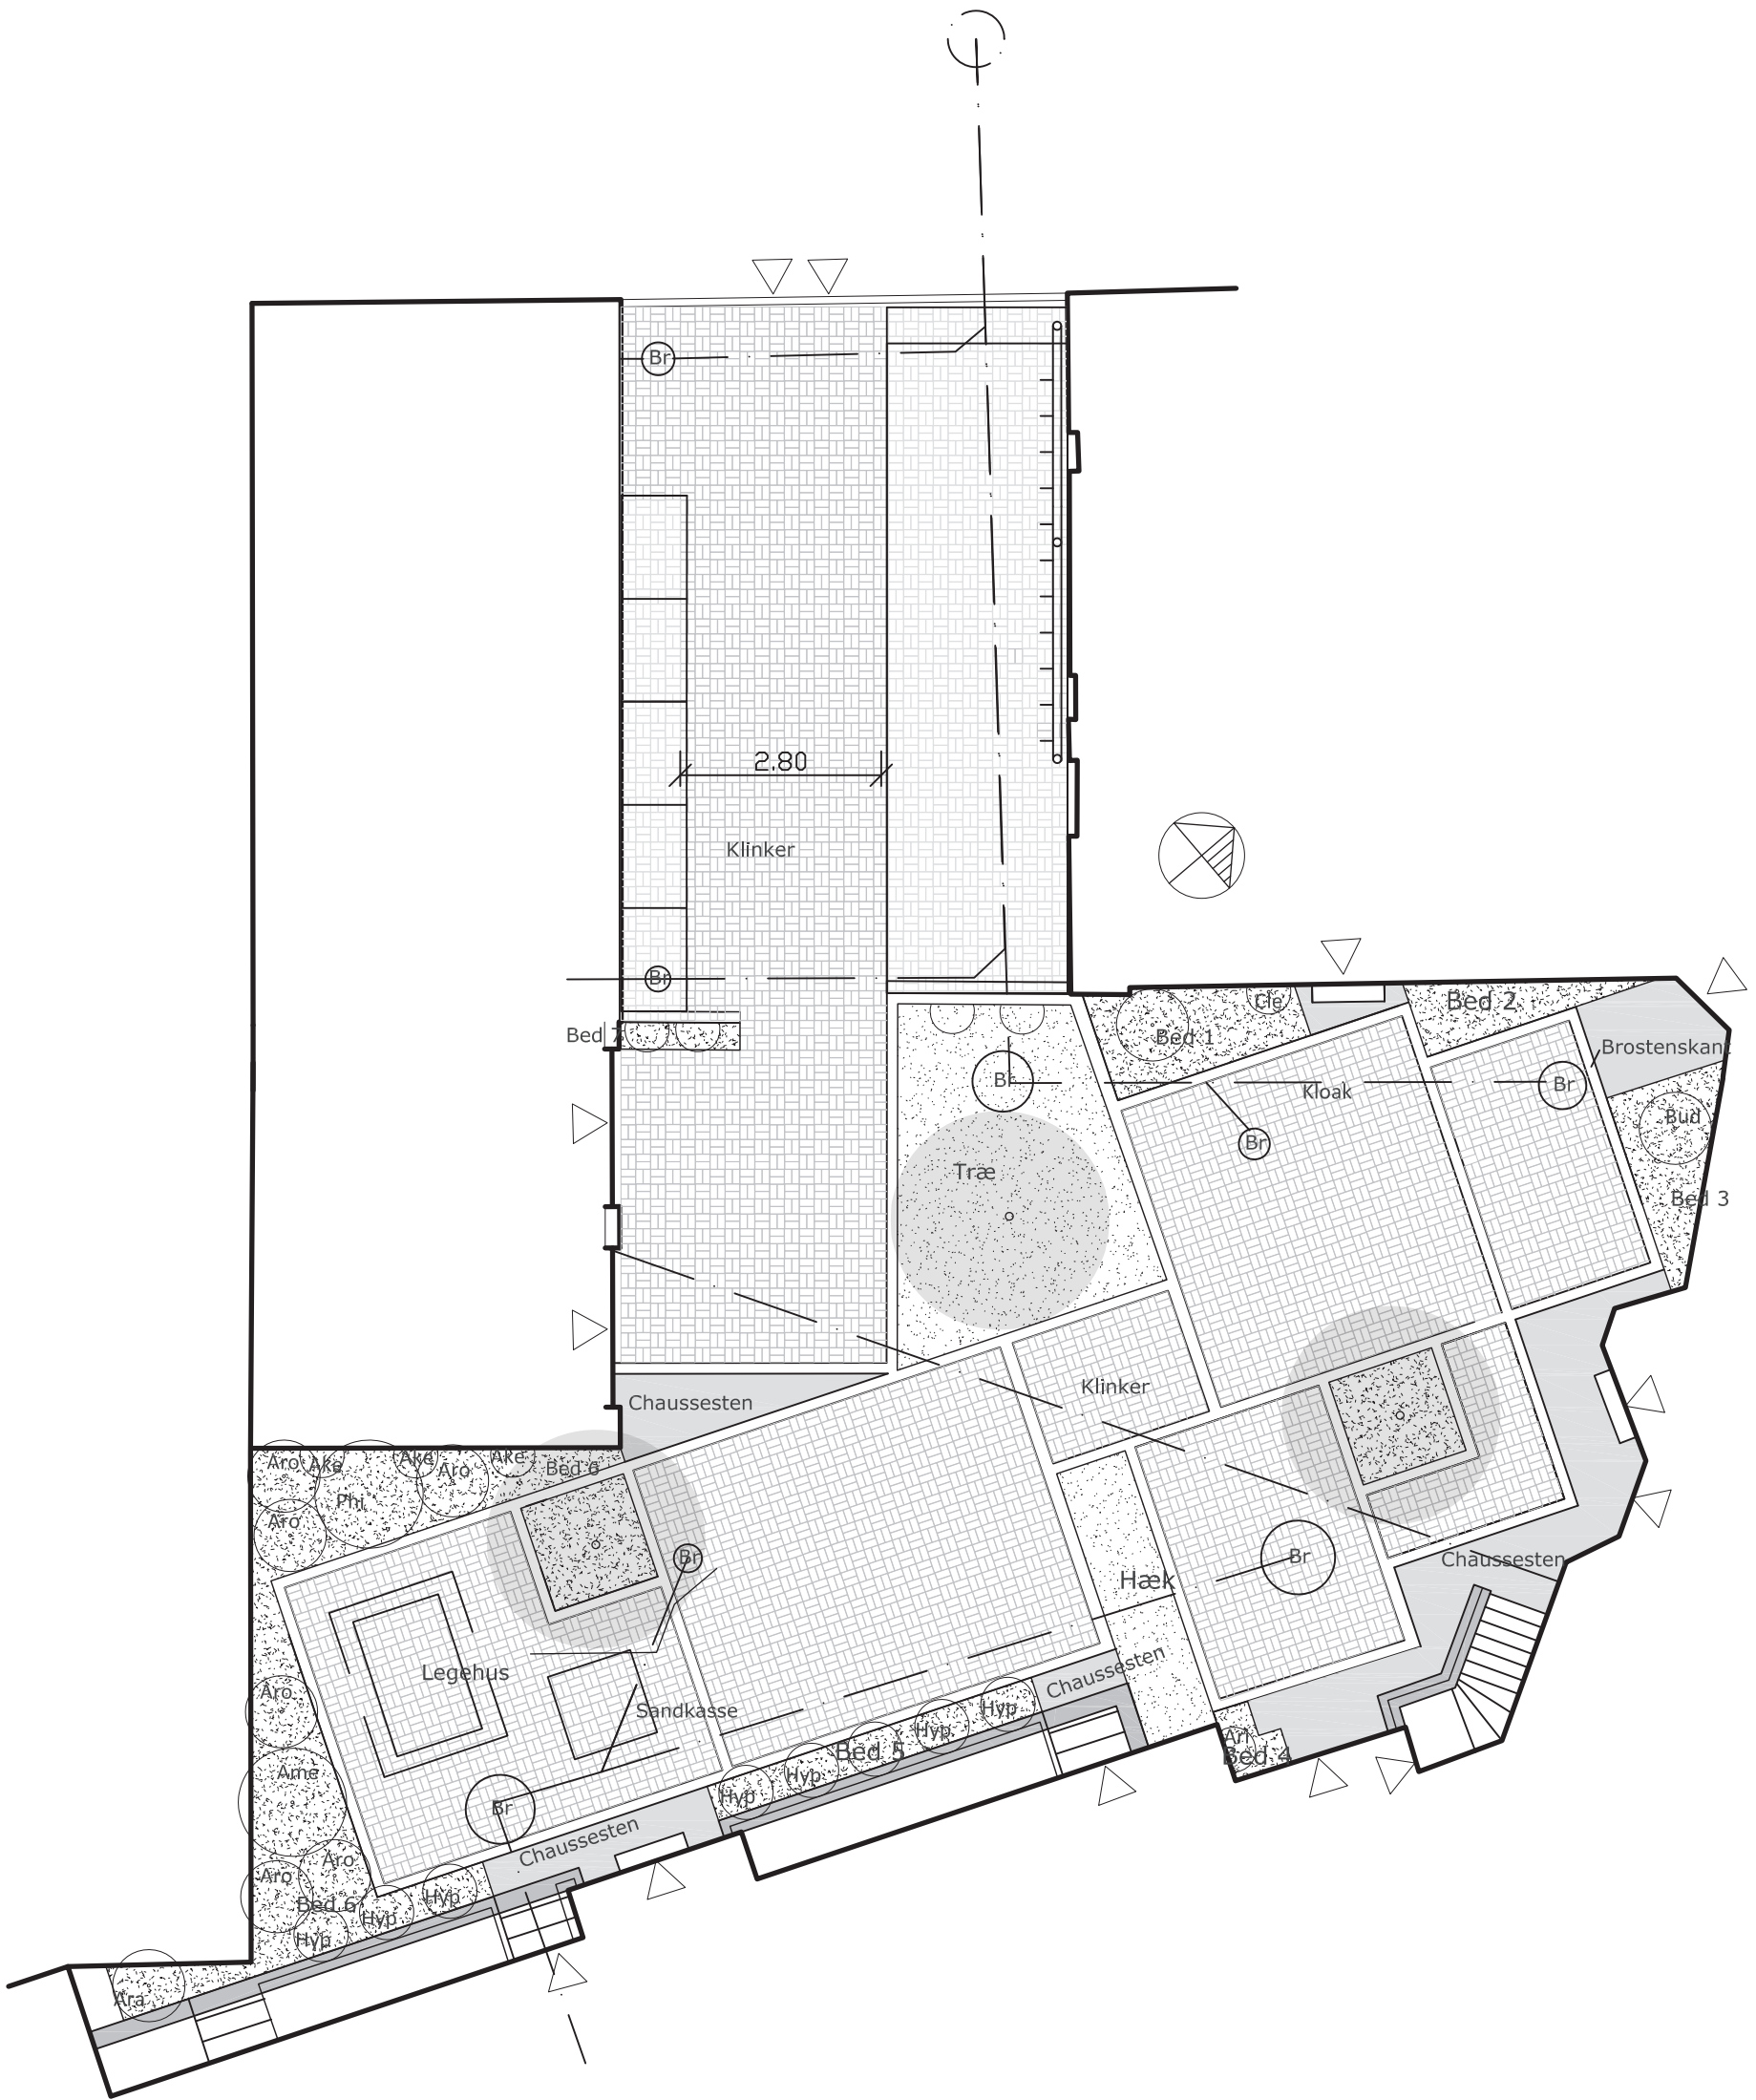 Br
2.80
Klinker
Br
Bed 7
Cle
Bed 1
Bed 2
Brostenskant
Br
Kloak
Br
Bud
Br
Træ
Bed 3
Klinker
Chaussesten
Aro
Ake
Ake
Aro
Ake
Bed 6
Phi
Aro
Br
Br
Chaussesten
Hæk
Legehus
Sandkasse
Chaussesten
Aro
Hyp
Hyp
Bed 5
Hyp
Hyp
Arl
Bed 4
Ame
Br
Chaussesten
Aro
Aro
Hyp
Bed 6
Hyp
Hyp
Ara